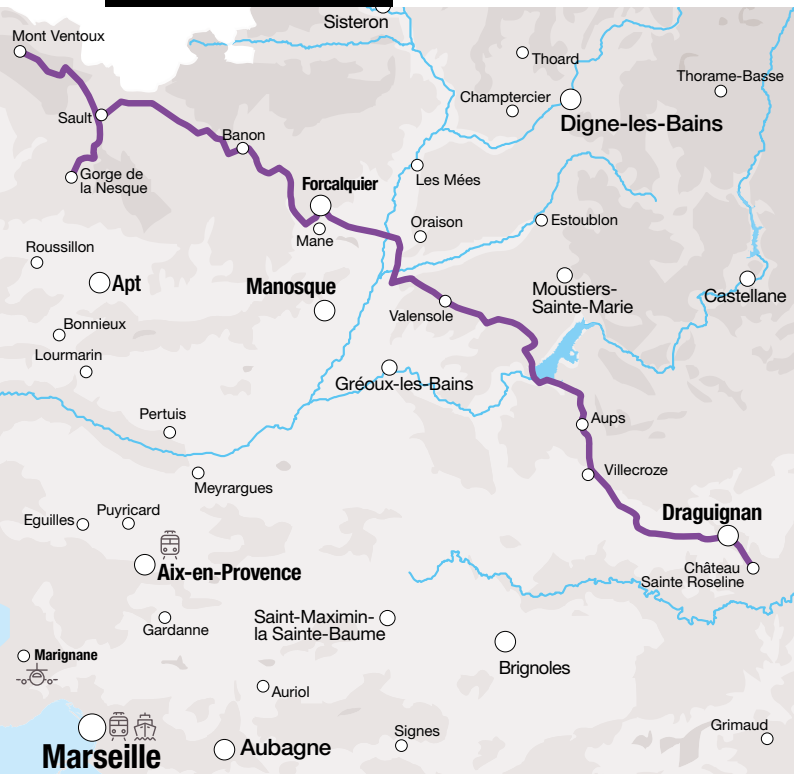 Sisteron
Mont Ventoux
Thoard
Thorame-Basse
Champtercier
Sault
Digne-les-Bains
Banon
Gorge de
la Nesque
Forcalquier
Les Mées
Oraison
Estoublon
Mane
Roussillon
Apt
Manosque
Moustiers-
Sainte-Marie
Castellane
Valensole
Bonnieux
Lourmarin
Gréoux-les-Bains
Pertuis
Aups
Villecroze
Meyrargues
Puyricard
Eguilles
Draguignan
Château
Sainte Roseline
Aix-en-Provence
Saint-Maximin-
la Sainte-Baume
Gardanne
Marignane
Brignoles
Auriol
Signes
Grimaud
Marseille
Aubagne